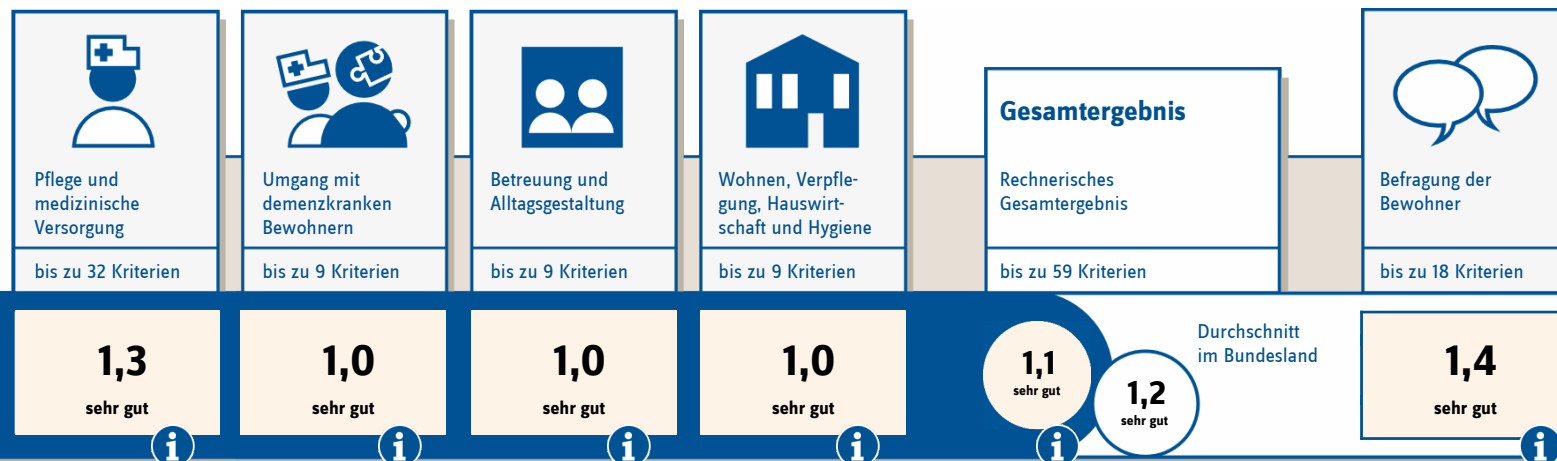 Pflege und
medizinische
Versorgung
bis zu 32 Kriterien
1,3
sehr gut
i
Umgang mit
demenzkranken
Bewohnern
bis zu 9 Kriterien
1,0
sehr gut
i
Betreuung und
Alltagsgestaltung
bis zu 9 Kriterien
1,0
sehr gut
i
Wohnen, Verpfle-
gung, Hauswirt-
schaft und Hygiene
bis zu 9 Kriterien
1,0
sehr gut
i
Gesamtergebnis
Rechnerisches
Gesamtergebnis
bis zu 59 Kriterien
1,1
sehr gut
i
Durchschnitt
im Bundesland
1,2
sehr gut
Befragung der
Bewohner
bis zu 18 Kriterien
1,4
sehr gut
i